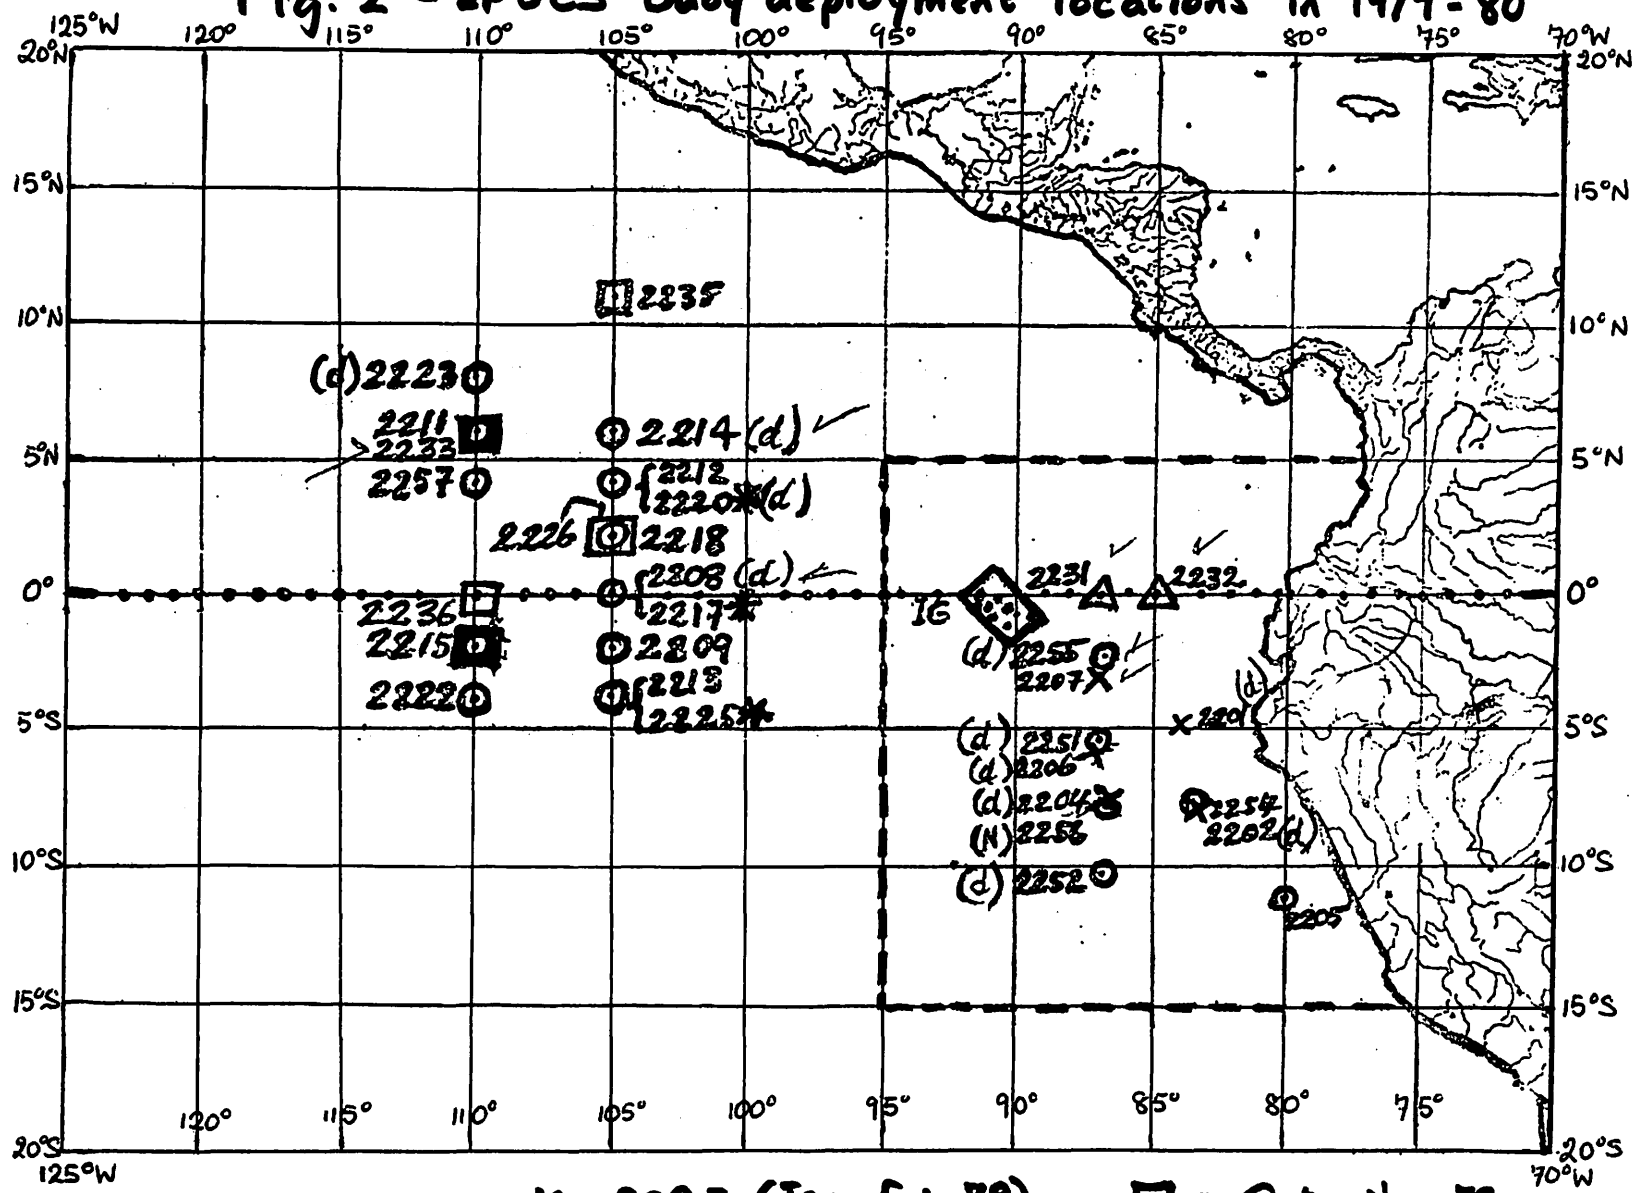 Fig. 2 - EPOCS buoy deployment locations in 1979-80
125°W 120° 115° 110° 105° 100° 95° 90° 85° 80° 75° 70°W
20°N 20°N
15°N 15°N
2235
10°N 10°N
(d) 2223
2211 2214 (d)
2233
5°N 5°N
2257 2212
2220* (d)
2226 2218
2208 (d) 2231 2232
0° 0°
2236 2217* IG
2215 2209 (d) 2255
2207 (d)
2222 2213
2225* 2201
5°S 5°S
(d) 2251
(d) 2206
(d) 2204 2254
(N) 2202 (d)
10°S 10°S
(d) 2252
2205
15°S 15°S
120° 115° 110° 105° 100° 95° 90° 85° 80° 75°
20°S 20°S
125°W 70°W